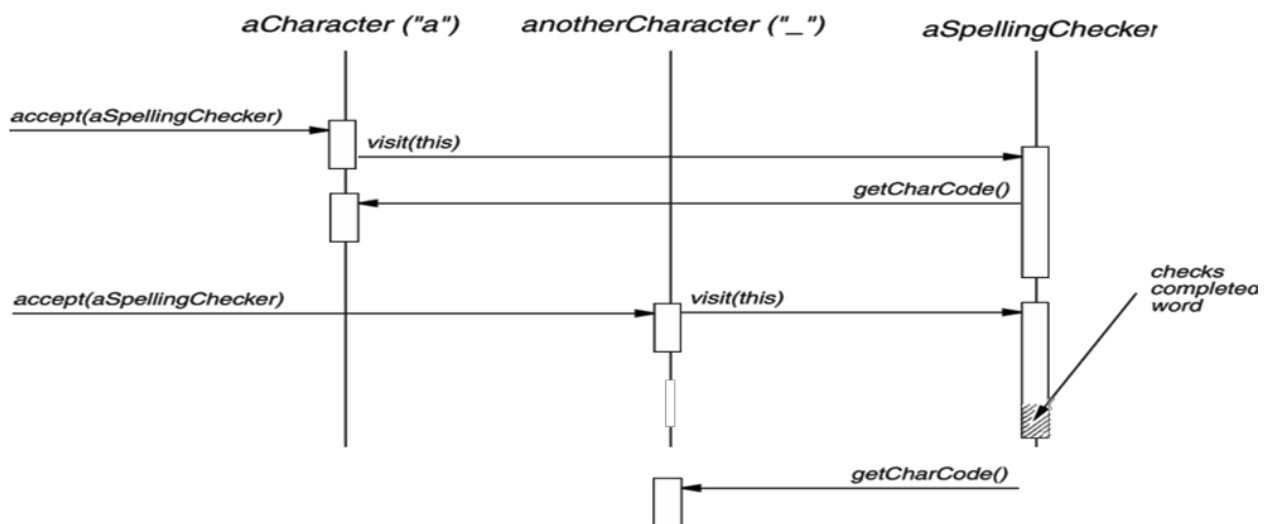 aCharacter ("a")
anotherCharacter ("_")
aSpellingChecker
accept(aSpellingChecker)
visit(this)
getCharCode()
accept(aSpellingChecker)
visit(this)
checks
completed
word
getCharCode()